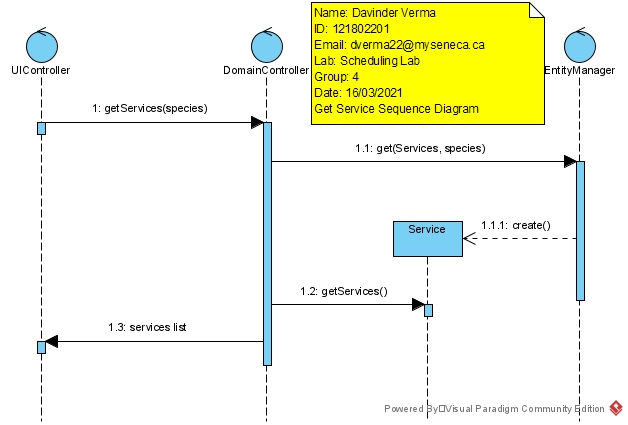 Name: Davinder Verma
ID: 121802201
Email: dverma22@myseneca.ca
Lab: Scheduling Lab
Group: 4
Date: 16/03/2021
Get Service Sequence Diagram
UIController
DomainController
EntityManager
1: getServices(species)
1.1: get(Services, species)
1.1.1: create()
Service
1.2: getServices()
1.3: services list
Powered By Visual Paradigm Community Edition